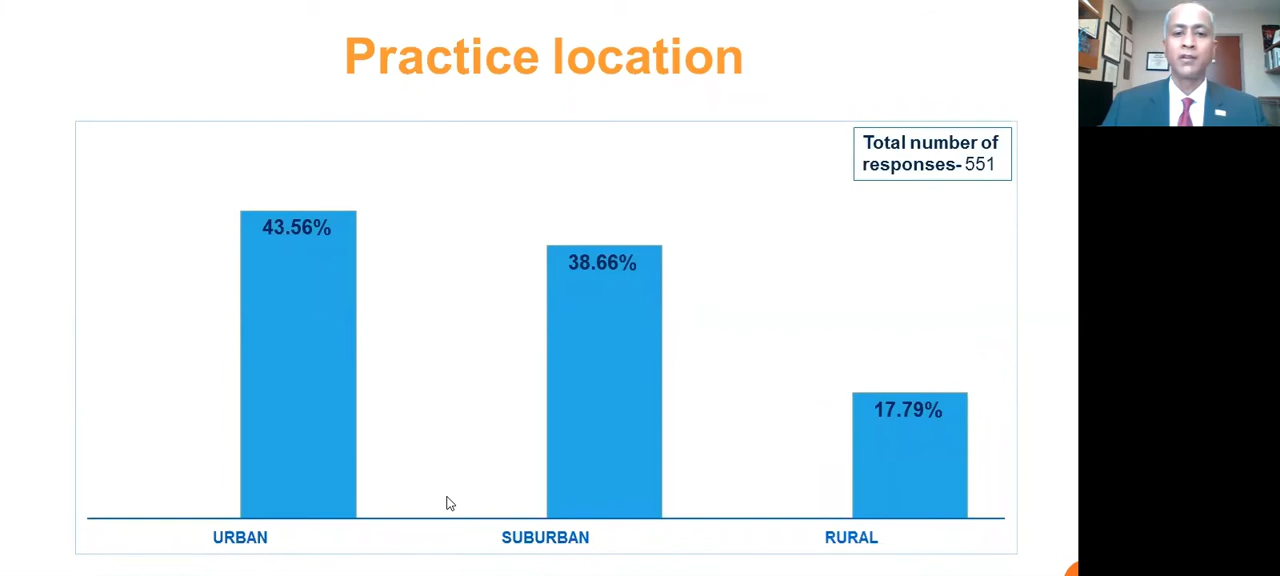 Practice location
Total number of
responses- 551
43.56%
38.66%
17.79%
URBAN
SUBURBAN
RURAL